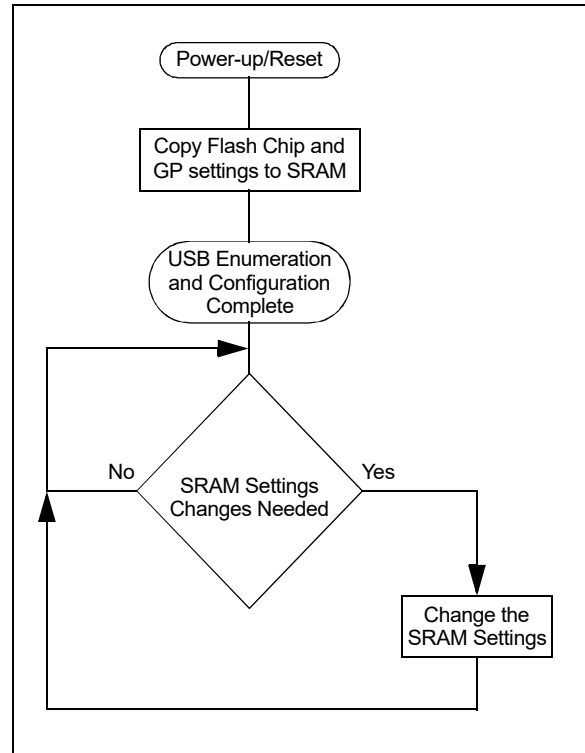 Power-up/Reset
Copy Flash Chip and
GP settings to SRAM
USB Enumeration
and Configuration
Complete
No
Yes
SRAM Settings
Changes Needed
Change the
SRAM Settings